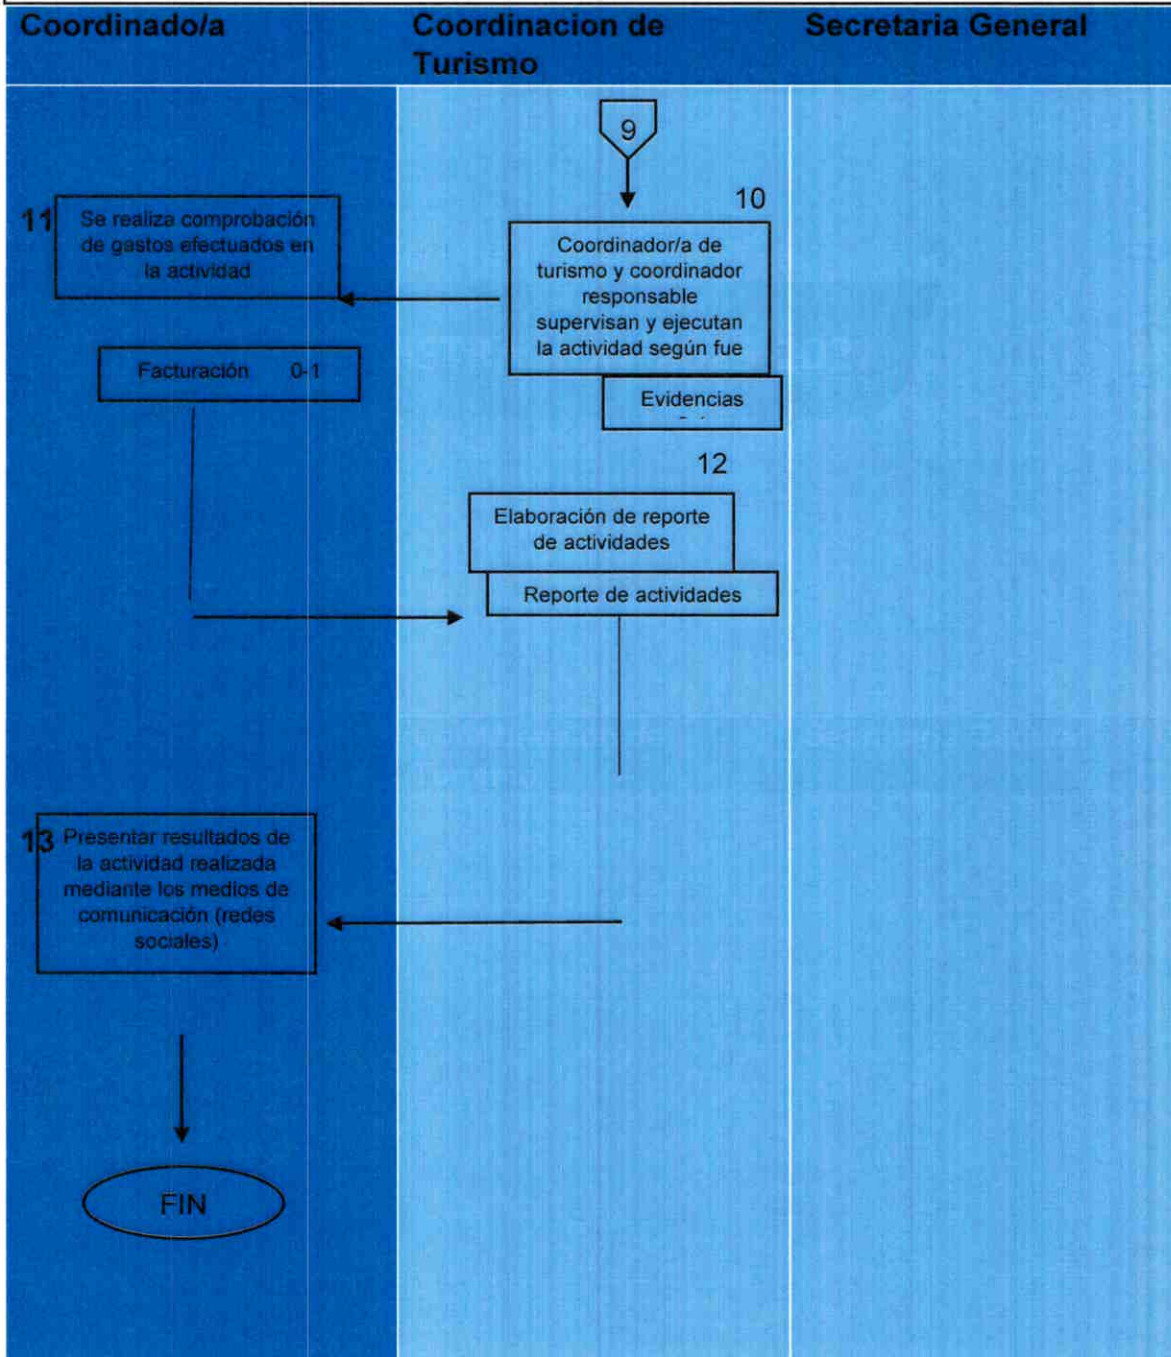 Coordinado/a
Coordinacion de
Turismo
Secretaria General
9
10
Coordinador/a de
turismo y coordinador
responsable
supervisan y ejecutan
la actividad según fue
Evidencias
11
Se realiza comprobación
de gastos efectuados en
la actividad
Facturación 0-1
12
Elaboración de reporte
de actividades
Reporte de actividades
13
Presentar resultados de
la actividad realizada
mediante los medios de
comunicación (redes
sociales)
FIN